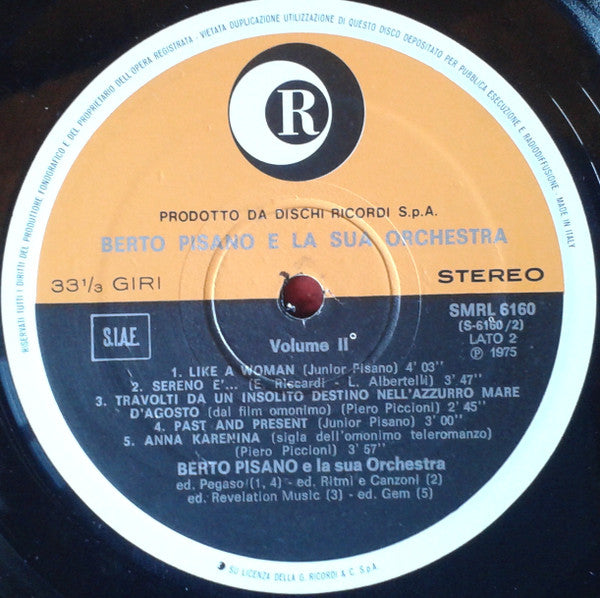 RISERVATI TUTTI I DIRITTI DEL PRODUTTORE FONOGRAFICO E DEL PROPRIETARIO DELL'OPERA REGISTRATA - VIETATA DUPLICAZIONE UTILIZZAZIONE DI QUESTO DISCO DEPOSITATO PER PUBBLICA ESECUZIONE E RADIODIFFUSIONE. - MADE IN ITALY
R
PRODOTTO DA DISCHI RICORDI S.p.A.
BERTO PISANO E LA SUA ORCHESTRA
33 1/3 GIRI
STEREO
S.I.A.E.
SMRL 6160
(S-6160/2)
LATO 2
Ⓟ 1975
Volume II°
1. LIKE A WOMAN (Junior Pisano) 4' 03"
2. SERENO E'... (E. Riccardi - L. Albertelli) 3' 47"
3. TRAVOLTI DA UN INSOLITO DESTINO NELL'AZZURRO MARE
D'AGOSTO (dal film omonimo) (Piero Piccioni) 2' 45"
4. PAST AND PRESENT (Junior Pisano) 3' 00"
5. ANNA KARENINA (sigla dell'omonimo teleromanzo)
(Piero Piccioni) 3' 57"
BERTO PISANO e la sua Orchestra
ed. Pegaso (1, 4) - ed. Ritmi e Canzoni (2)
ed. Revelation Music (3) - ed. Gem (5)
SU LICENZA DELLA G. RICORDI & C. S.p.A.